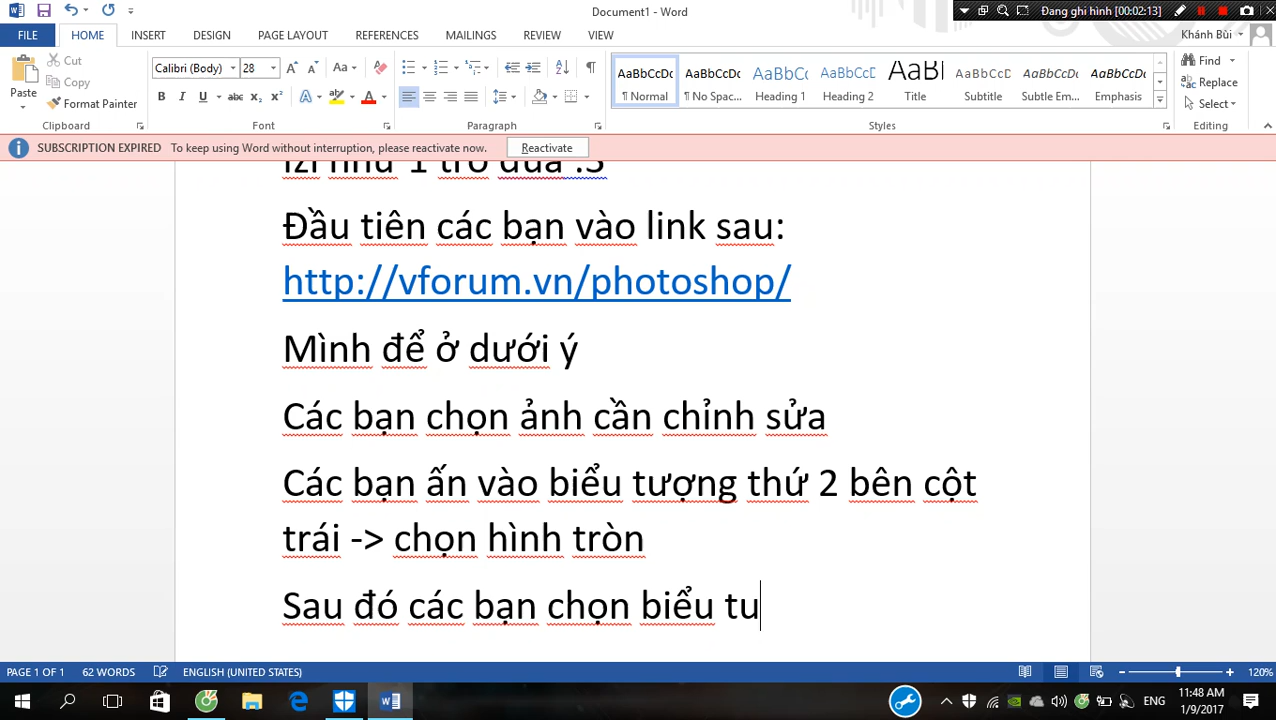 Document1 - Word
Đang ghi hình [00:02:13]
FILE HOME INSERT DESIGN PAGE LAYOUT REFERENCES MAILINGS REVIEW VIEW Khánh Bùi
Cut
Copy
Format Painter
Paste
Clipboard
Calibri (Body) 28
Font
Paragraph
AaBbCcDc AaBbCcDc AaBbCc AaBbCcD AaBl AaBbCcD AaBbCcDc AaBbCcDc
¶ Normal ¶ No Spac... Heading 1 Heading 2 Title Subtitle Subtle Em... Emphasis
Styles
Find
Replace
Select
Editing
SUBSCRIPTION EXPIRED To keep using Word without interruption, please reactivate now. Reactivate
Đầu tiên các bạn vào link sau:
http://vforum.vn/photoshop/
Mình để ở dưới ý
Các bạn chọn ảnh cần chỉnh sửa
Các bạn ấn vào biểu tượng thứ 2 bên cột
trái -> chọn hình tròn
Sau đó các bạn chọn biểu tu
PAGE 1 OF 1 62 WORDS ENGLISH (UNITED STATES) 120%
ENG 11:48 AM
1/9/2017